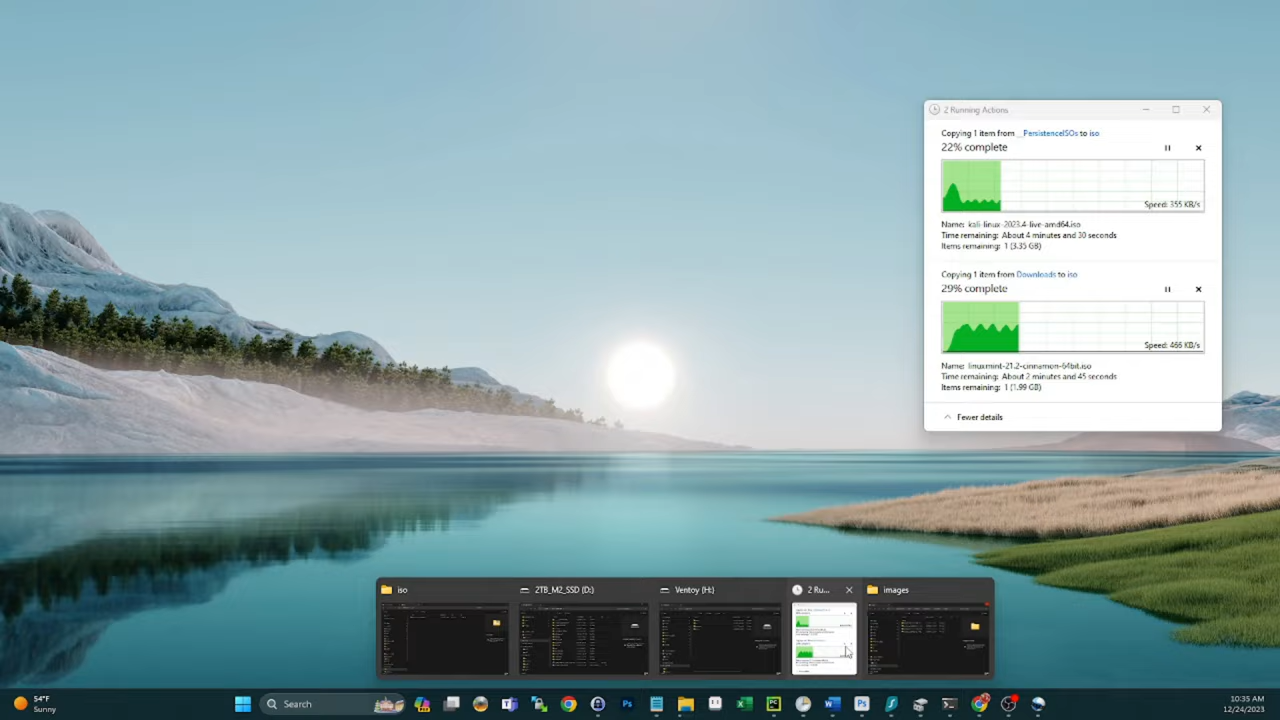 2 Running Actions
Copying 1 item from _PersistenceISOs to iso
22% complete
Speed: 355 KB/s
Name: kali-linux-2023.4-live-amd64.iso
Time remaining: About 4 minutes and 30 seconds
Items remaining: 1 (3.35 GB)
Copying 1 item from Downloads to iso
29% complete
Speed: 466 KB/s
Name: linuxmint-21.2-cinnamon-64bit.iso
Time remaining: About 2 minutes and 45 seconds
Items remaining: 1 (1.99 GB)
Fewer details
iso
2TB_M2_SSD (D:)
Ventoy (H:)
2 Ru...
images
54°F
Sunny
Search
10:35 AM
12/24/2023